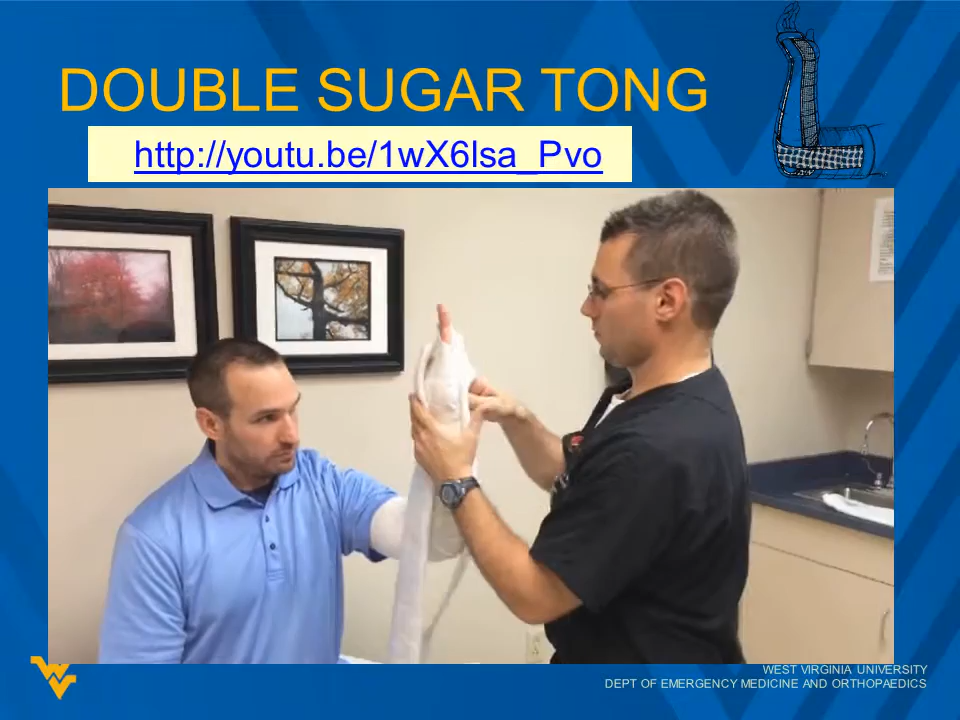 DOUBLE SUGAR TONG
http://youtu.be/1wX6lsa_Pvo
WEST VIRGINIA UNIVERSITY
DEPT OF EMERGENCY MEDICINE AND ORTHOPAEDICS